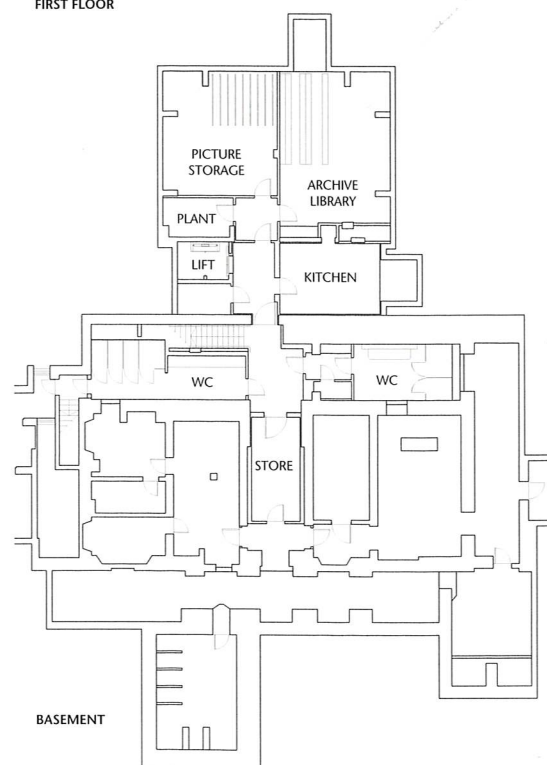 FIRST FLOOR
PICTURE
STORAGE
ARCHIVE
LIBRARY
PLANT
LIFT
KITCHEN
WC
WC
STORE
BASEMENT